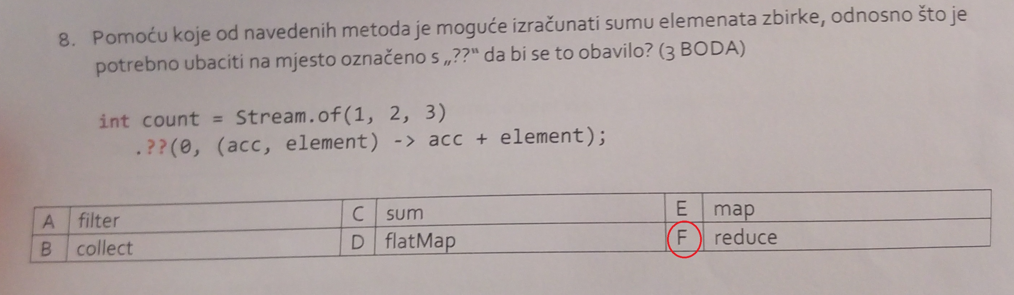 8. Pomoću koje od navedenih metoda je moguće izračunati sumu elemenata zbirke, odnosno što je
potrebno ubaciti na mjesto označeno s „??“ da bi se to obavilo? (3 BODA)
int count = Stream.of(1, 2, 3)
.??(0, (acc, element) -> acc + element);
A filter C sum E map
B collect D flatMap F reduce